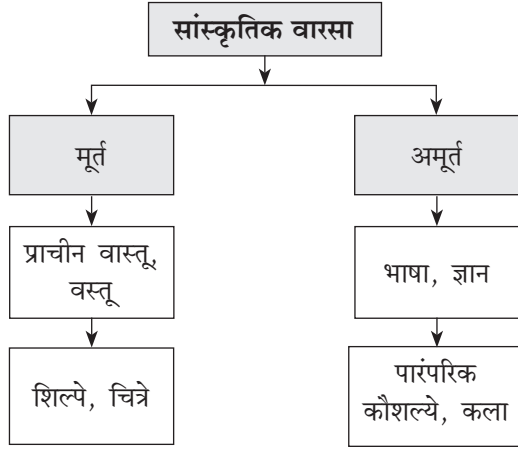 सांस्कृतिक वारसा
मूर्त
अमूर्त
प्राचीन वास्तू,
वस्तू
भाषा, ज्ञान
शिल्पे, चित्रे
पारंपरिक
कौशल्ये, कला